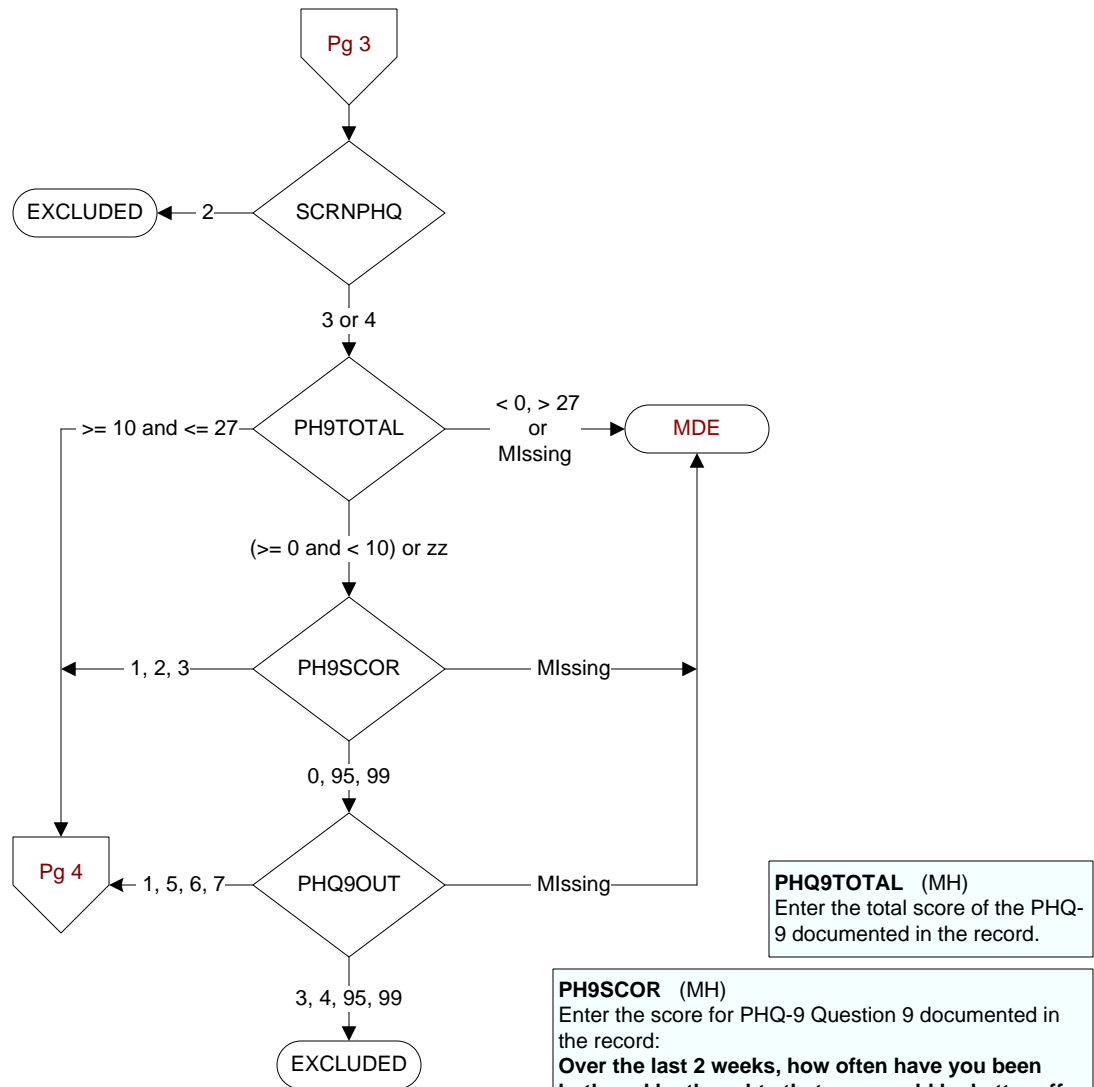 Pg 3
SCRNPHQ
EXCLUDED
2
3 or 4
PH9TOTAL
>= 10 and <= 27
< 0, > 27
or
MIssing
MDE
(>= 0 and < 10) or zz
PH9SCOR
1, 2, 3
MIssing
0, 95, 99
Pg 4
1, 5, 6, 7
PHQ9OUT
MIssing
3, 4, 95, 99
EXCLUDED
PHQ9TOTAL (MH)
Enter the total score of the PHQ-
9 documented in the record.
PH9SCOR (MH)
Enter the score for PHQ-9 Question 9 documented in
the record:
Over the last 2 weeks, how often have you been